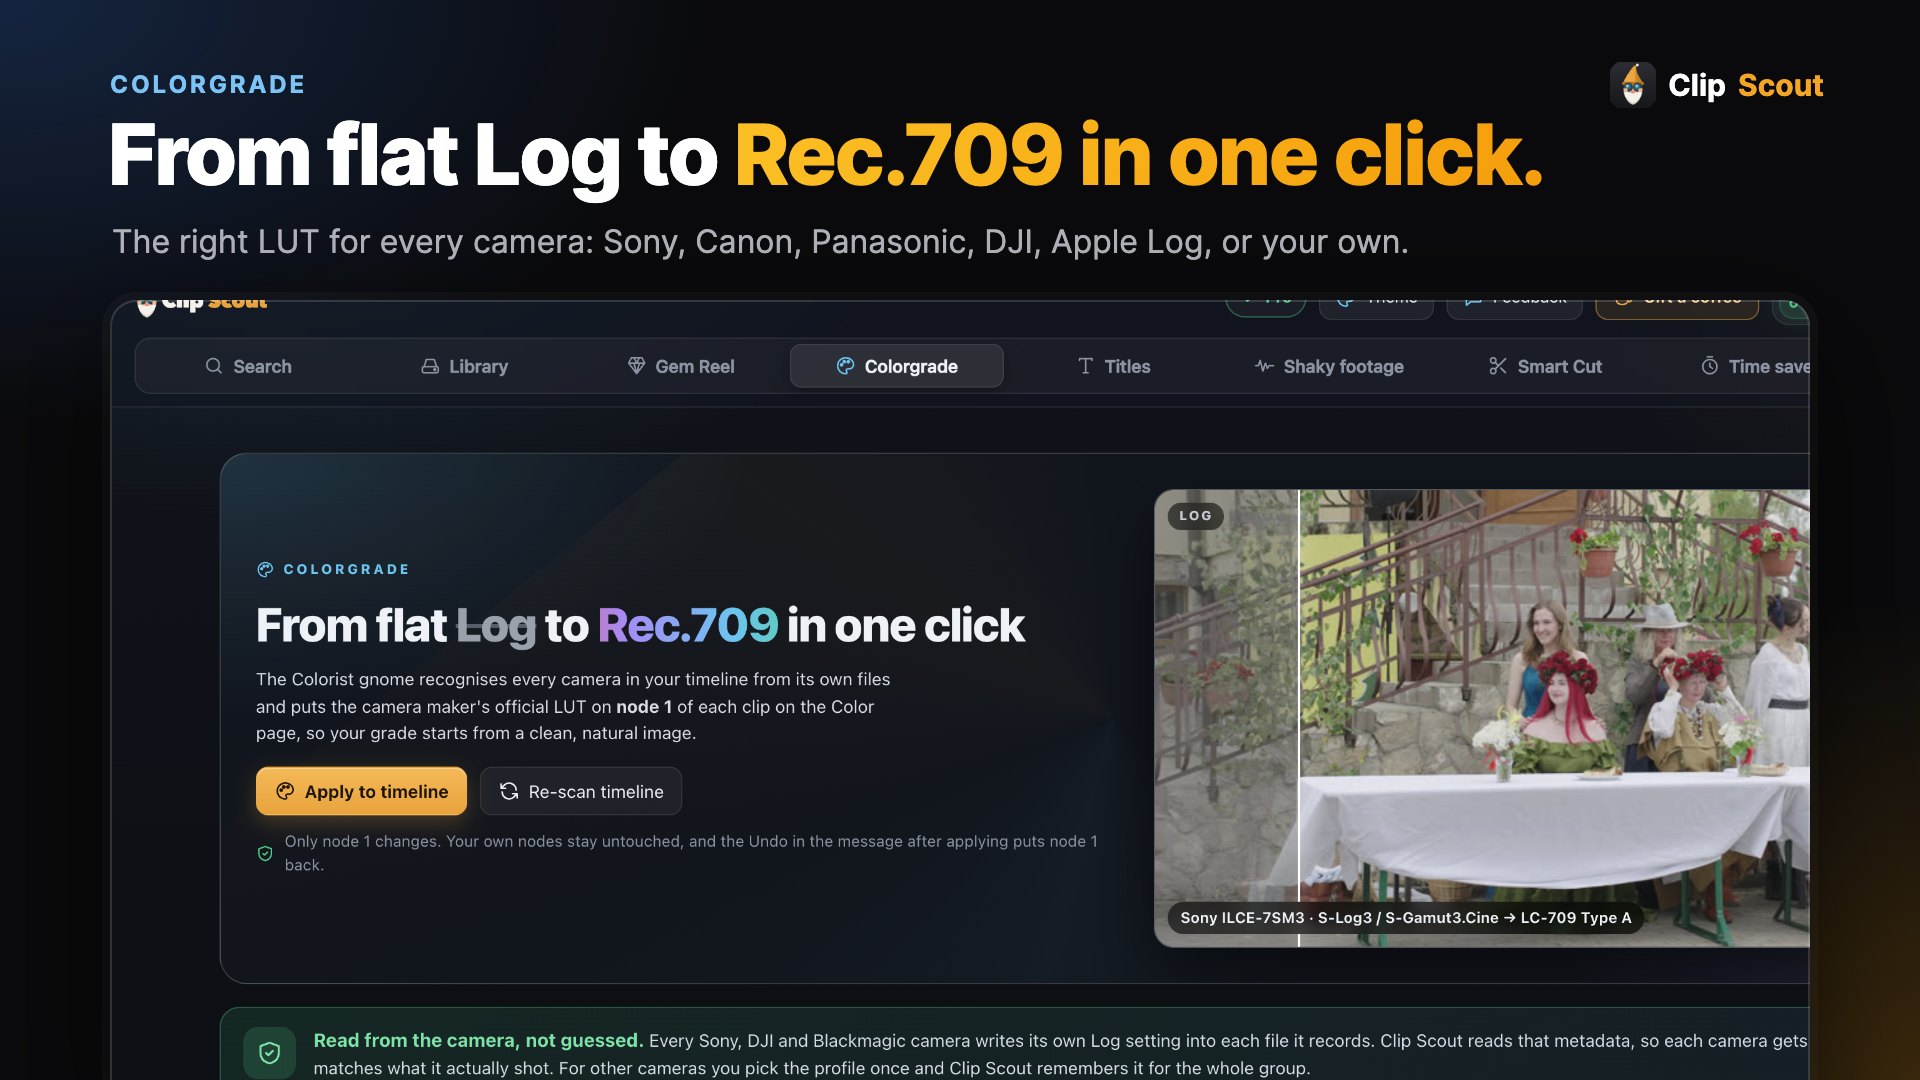 COLORGRADE
Clip Scout
From flat Log to Rec.709 in one click.
The right LUT for every camera: Sony, Canon, Panasonic, DJI, Apple Log, or your own.
Clip Scout
Theme
Feedback
Search
Library
Gem Reel
Colorgrade
Titles
Shaky footage
Smart Cut
Time save
LOG
COLORGRADE
From flat Log to Rec.709 in one click
The Colorist gnome recognises every camera in your timeline from its own files
and puts the camera maker's official LUT on node 1 of each clip on the Color
page, so your grade starts from a clean, natural image.
Apply to timeline
Re-scan timeline
Only node 1 changes. Your own nodes stay untouched, and the Undo in the message after applying puts node 1
back.
Sony ILCE-7SM3 · S-Log3 / S-Gamut3.Cine → LC-709 Type A
Read from the camera, not guessed. Every Sony, DJI and Blackmagic camera writes its own Log setting into each file it records. Clip Scout reads that metadata, so each camera gets
matches what it actually shot. For other cameras you pick the profile once and Clip Scout remembers it for the whole group.